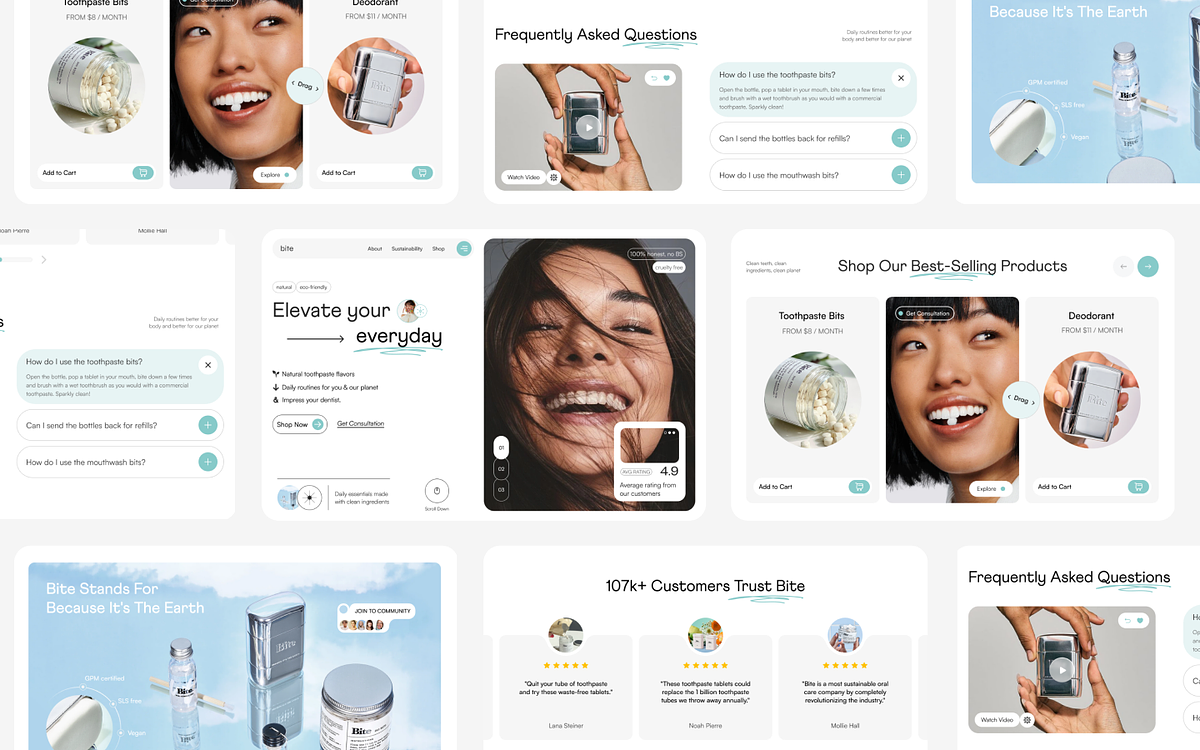 Toothpaste Bits
FROM $8 / MONTH
Add to Cart
Get Consultation
Drag
Explore
Deodorant
FROM $11 / MONTH
Add to Cart
Frequently Asked Questions
Daily routines better for your
body and better for our planet
Watch Video
How do I use the toothpaste bits?
Open the bottle, pop a tablet in your mouth, bite down a few times
and brush with a wet toothbrush as you would with a commercial
toothpaste. Sparkly clean!
Can I send the bottles back for refills?
How do I use the mouthwash bits?
Because It's The Earth
GPM certified
SLS free
Vegan
Bite
Noah Pierre
Mollie Hall
Daily routines better for your
body and better for our planet
How do I use the toothpaste bits?
Open the bottle, pop a tablet in your mouth, bite down a few times
and brush with a wet toothbrush as you would with a commercial
toothpaste. Sparkly clean!
Can I send the bottles back for refills?
How do I use the mouthwash bits?
bite
About
Sustainability
Shop
natural
eco-friendly
Elevate your
everyday
Natural toothpaste flavors
Daily routines for you & our planet
Impress your dentist.
Shop Now
Get Consultation
Daily essentials made
with clean ingredients
Scroll Down
100% honest, no BS
cruelty free
01
02
03
AVG RATING
4.9
Average rating from
our customers
Clean teeth, clean
ingredients, clean planet
Shop Our Best-Selling Products
Toothpaste Bits
FROM $8 / MONTH
Add to Cart
Get Consultation
Drag
Explore
Deodorant
FROM $11 / MONTH
Bite
Add to Cart
Bite Stands For
Because It's The Earth
JOIN TO COMMUNITY
GPM certified
SLS free
Vegan
Bite
Bite
Bite
107k+ Customers Trust Bite
"Quit your tube of toothpaste
and try these waste-free tablets."
Lana Steiner
"These toothpaste tablets could
replace the 1 billion toothpaste
tubes we throw away annually."
Noah Pierre
"Bite is a most sustainable oral
care company by completely
revolutionizing the industry."
Mollie Hall
Frequently Asked Questions
Watch Video